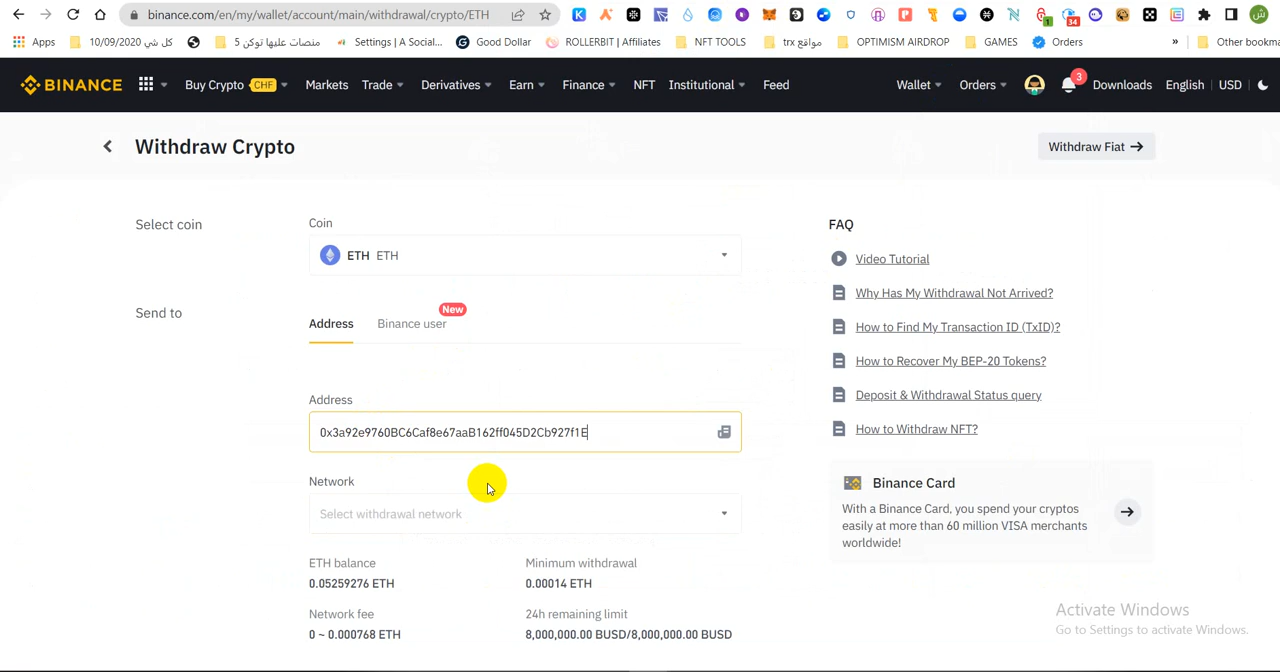 binance.com/en/my/wallet/account/main/withdrawal/crypto/ETH
1
34
ش
Apps كل شي 10/09/2020 منصات عليها توكن 5 Settings | A Social... Good Dollar ROLLERBIT | Affiliates NFT TOOLS مواقع trx OPTIMISM AIRDROP GAMES Orders » Other bookma
BINANCE Buy Crypto CHF Markets Trade Derivatives Earn Finance NFT Institutional Feed Wallet Orders 3 Downloads English | USD
Withdraw Crypto
Withdraw Fiat →
Select coin
Coin
ETH ETH
Send to
Address Binance user New
Address
0x3a92e9760BC6Caf8e67aaB162ff045D2Cb927f1E
Network
Select withdrawal network
ETH balance
0.05259276 ETH
Minimum withdrawal
0.00014 ETH
Network fee
0 ~ 0.000768 ETH
24h remaining limit
8,000,000.00 BUSD/8,000,000.00 BUSD
FAQ
Video Tutorial
Why Has My Withdrawal Not Arrived?
How to Find My Transaction ID (TxID)?
How to Recover My BEP-20 Tokens?
Deposit & Withdrawal Status query
How to Withdraw NFT?
Binance Card
With a Binance Card, you spend your cryptos
easily at more than 60 million VISA merchants
worldwide!
Activate Windows
Go to Settings to activate Windows.